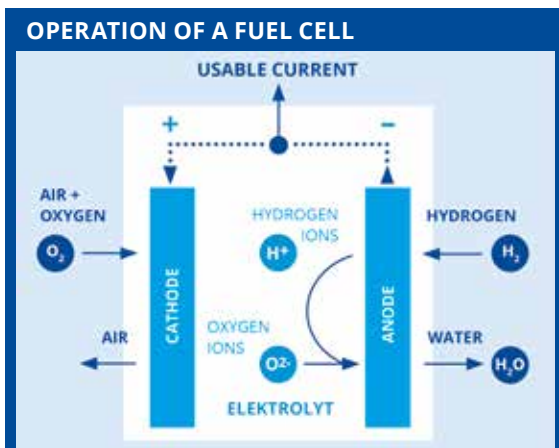 OPERATION OF A FUEL CELL
USABLE CURRENT
+
–
AIR +
OXYGEN
O2
AIR
CATHODE
HYDROGEN
IONS
H+
OXYGEN
IONS
O2-
ELEKTROLYT
ANODE
HYDROGEN
H2
WATER
H2O